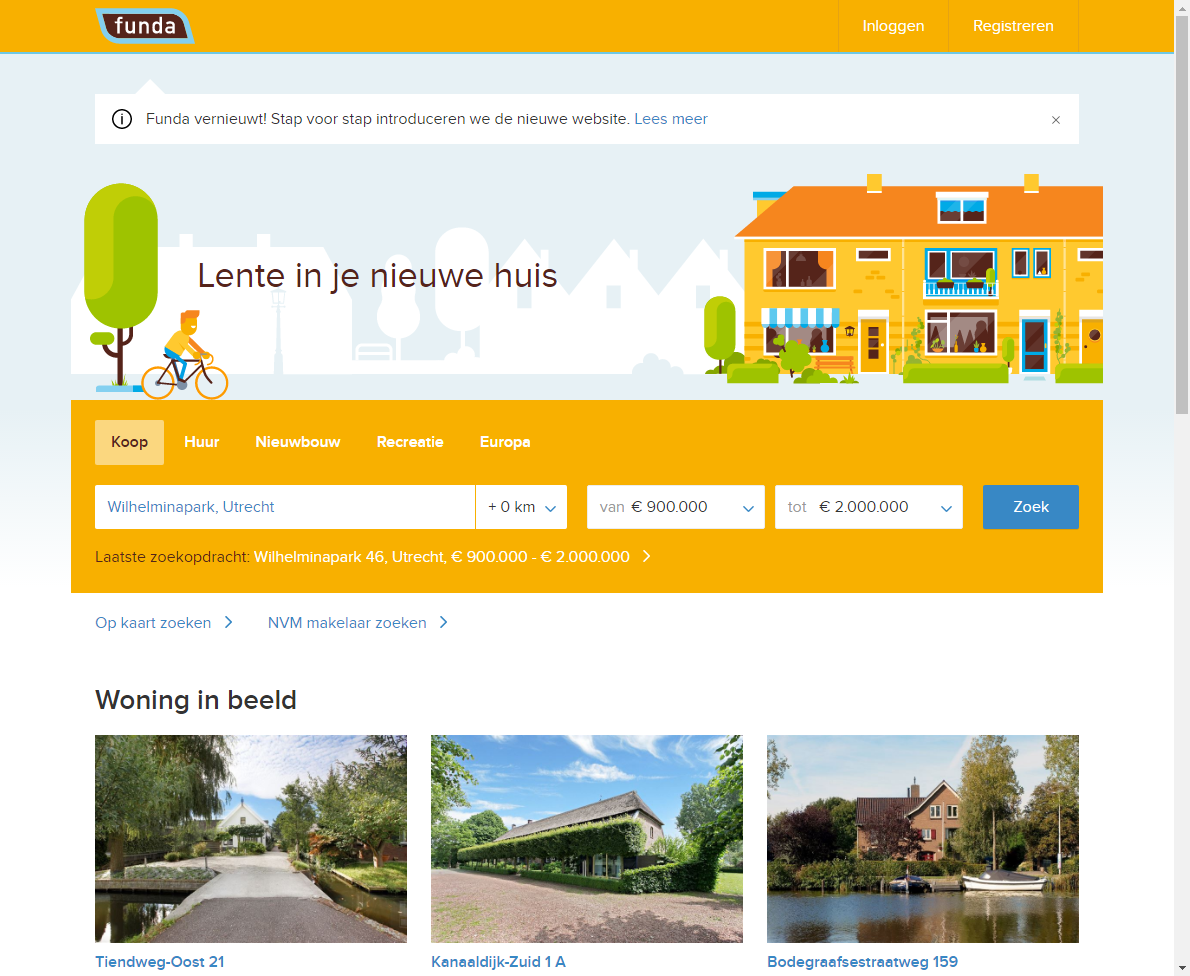 funda
Inloggen Registreren
Funda vernieuwt! Stap voor stap introduceren we de nieuwe website. Lees meer ×
Lente in je nieuwe huis
Koop Huur Nieuwbouw Recreatie Europa
Wilhelminapark, Utrecht + 0 km van € 900.000 tot € 2.000.000 Zoek
Laatste zoekopdracht: Wilhelminapark 46, Utrecht, € 900.000 - € 2.000.000
Op kaart zoeken NVM makelaar zoeken
Woning in beeld
Tiendweg-Oost 21 Kanaaldijk-Zuid 1 A Bodegraafsestraatweg 159